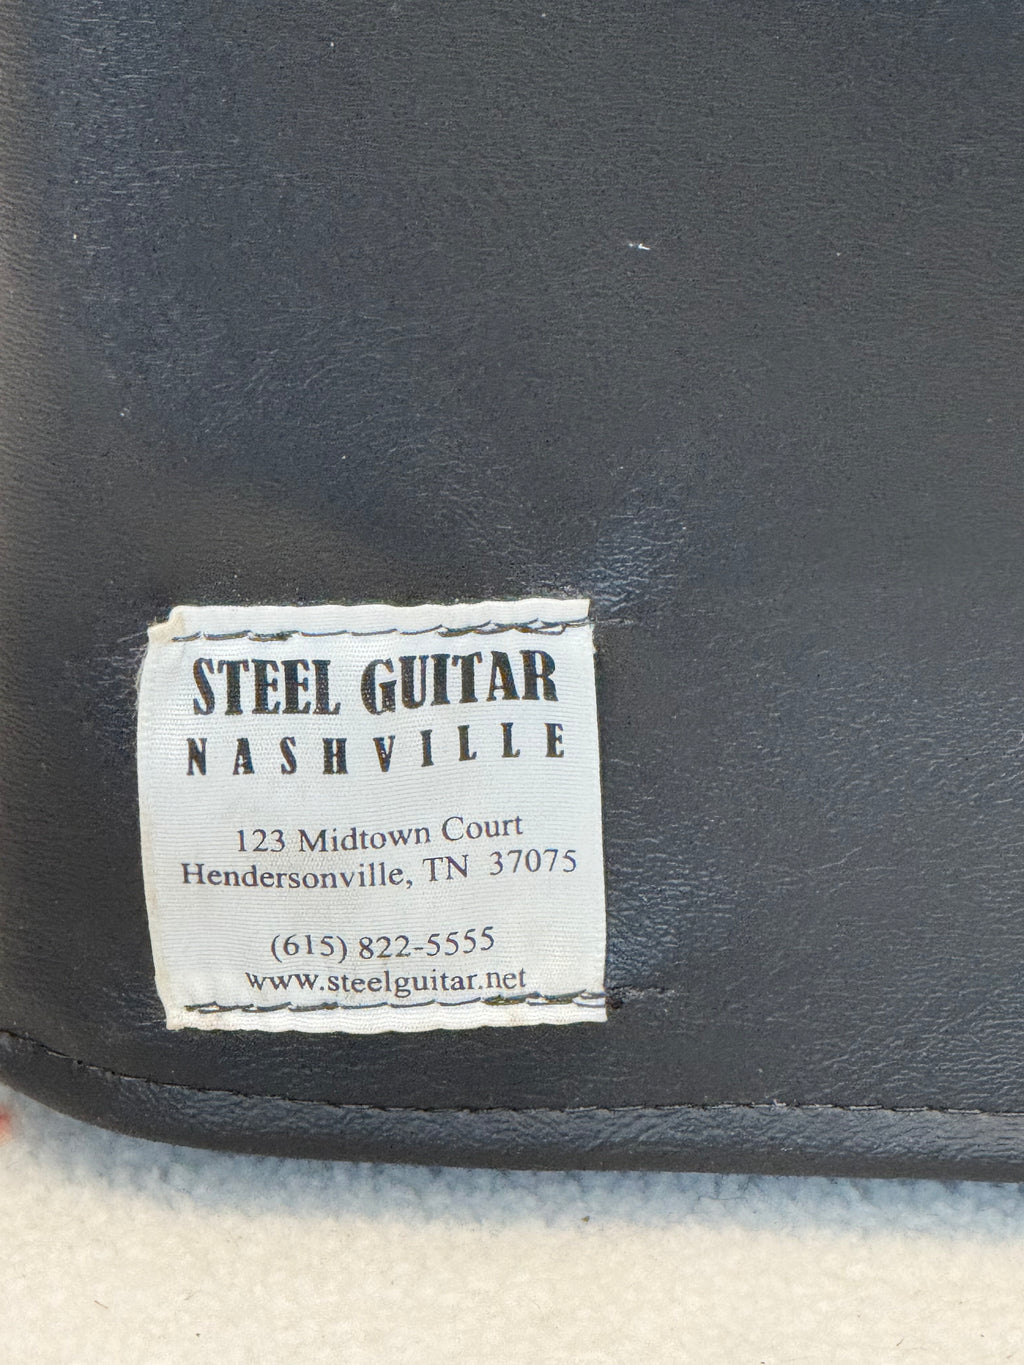 STEEL GUITAR
NASHVILLE
123 Midtown Court
Hendersonville, TN 37075
(615) 822-5555
www.steelguitar.net